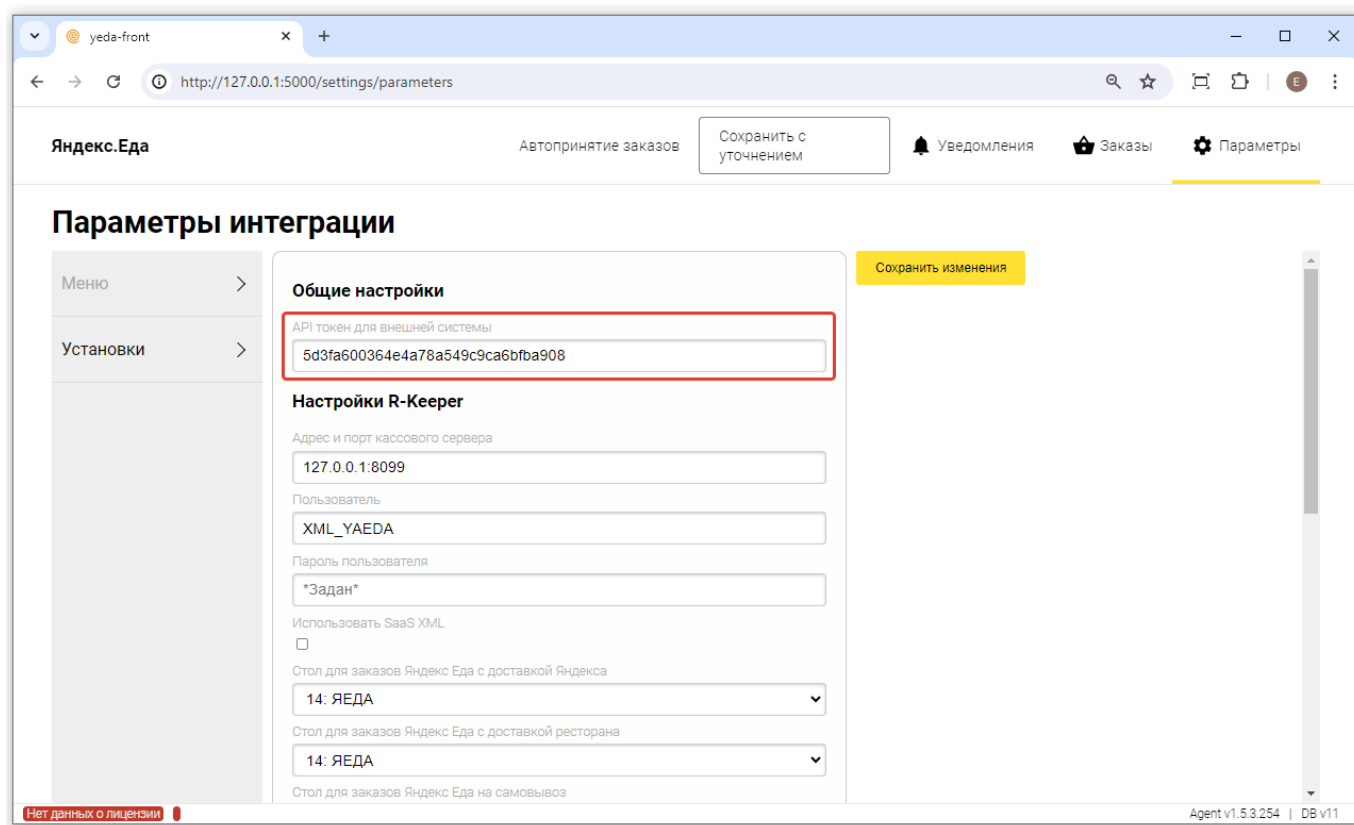 yeda-front
http://127.0.0.1:5000/settings/parameters
E
Яндекс.Еда
Автопринятие заказов
Сохранить с
уточнением
Уведомления
Заказы
Параметры
Параметры интеграции
Меню
Установки
Общие настройки
API токен для внешней системы
5d3fa600364e4a78a549c9ca6bfba908
Сохранить изменения
Настройки R-Keeper
Адрес и порт кассового сервера
127.0.0.1:8099
Пользователь
XML_YAEDA
Пароль пользователя
*Задан*
Использовать SaaS XML
Стол для заказов Яндекс Еда с доставкой Яндекса
14: ЯЕДА
Стол для заказов Яндекс Еда с доставкой ресторана
14: ЯЕДА
Стол для заказов Яндекс Еда на самовывоз
Нет данных о лицензии
Agent v1.5.3.254 | DB v11